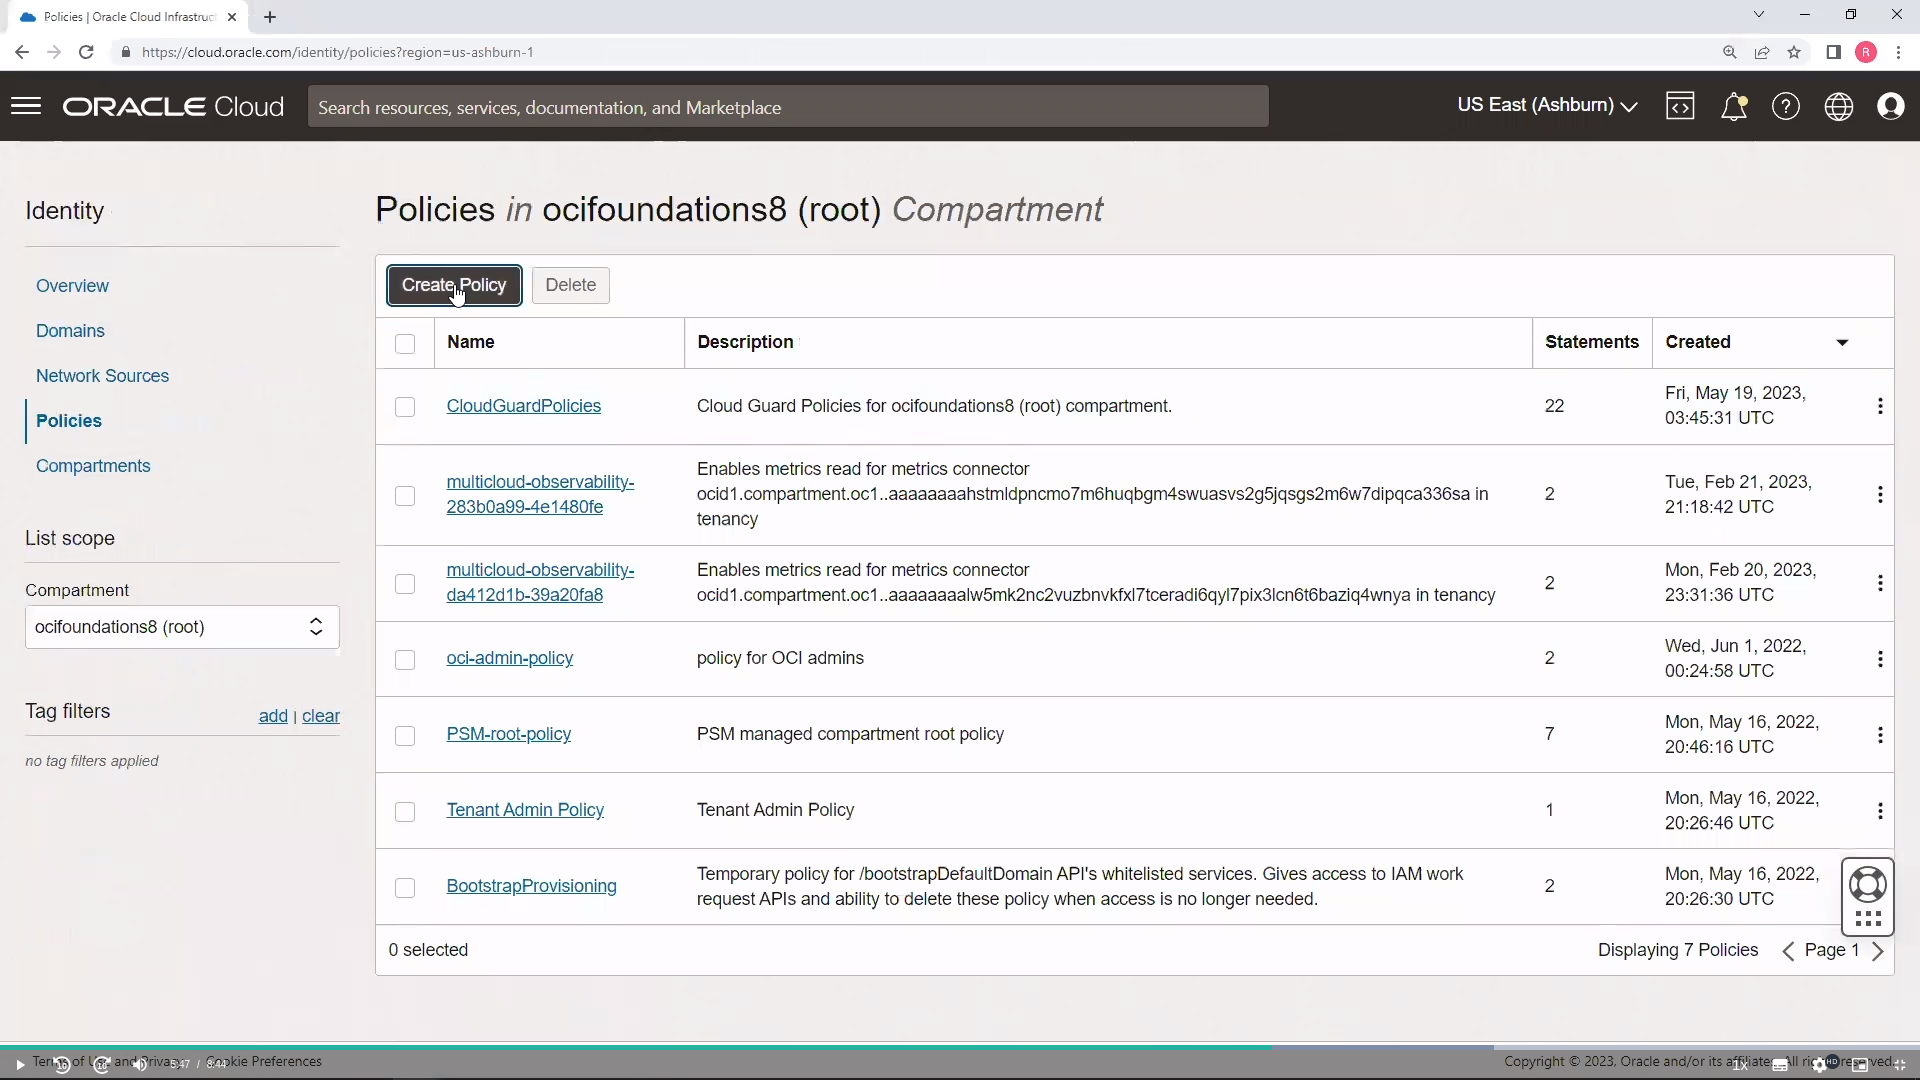 Policies | Oracle Cloud Infrastruct
https://cloud.oracle.com/identity/policies?region=us-ashburn-1
R
ORACLE Cloud
Search resources, services, documentation, and Marketplace
US East (Ashburn)
Identity
Overview
Domains
Network Sources
Policies
Compartments
List scope
Compartment
ocifoundations8 (root)
Tag filters
add | clear
no tag filters applied
Policies in ocifoundations8 (root) Compartment
Create Policy Delete
Name Description Statements Created
CloudGuardPolicies Cloud Guard Policies for ocifoundations8 (root) compartment. 22 Fri, May 19, 2023,
03:45:31 UTC
multicloud-observability-
283b0a99-4e1480fe
Enables metrics read for metrics connector
ocid1.compartment.oc1..aaaaaaaahstmldpncmo7m6huqbgm4swuasvs2g5jqsgs2m6w7dipqca336sa in
tenancy
2
Tue, Feb 21, 2023,
21:18:42 UTC
multicloud-observability-
da412d1b-39a20fa8
Enables metrics read for metrics connector
ocid1.compartment.oc1..aaaaaaaalw5mk2nc2vuzbnvkfxl7tceradi6qyl7pix3lcn6t6baziq4wnya in tenancy
2
Mon, Feb 20, 2023,
23:31:36 UTC
oci-admin-policy policy for OCI admins 2 Wed, Jun 1, 2022,
00:24:58 UTC
PSM-root-policy PSM managed compartment root policy 7 Mon, May 16, 2022,
20:46:16 UTC
Tenant Admin Policy Tenant Admin Policy 1 Mon, May 16, 2022,
20:26:46 UTC
BootstrapProvisioning
Temporary policy for /bootstrapDefaultDomain API's whitelisted services. Gives access to IAM work
request APIs and ability to delete these policy when access is no longer needed.
2
Mon, May 16, 2022,
20:26:30 UTC
0 selected
Displaying 7 Policies Page 1
Terms of Use and Privacy Cookie Preferences
5:47 / 8:44
Copyright © 2023, Oracle and/or its affiliates. All rights reserved.
1x
HD